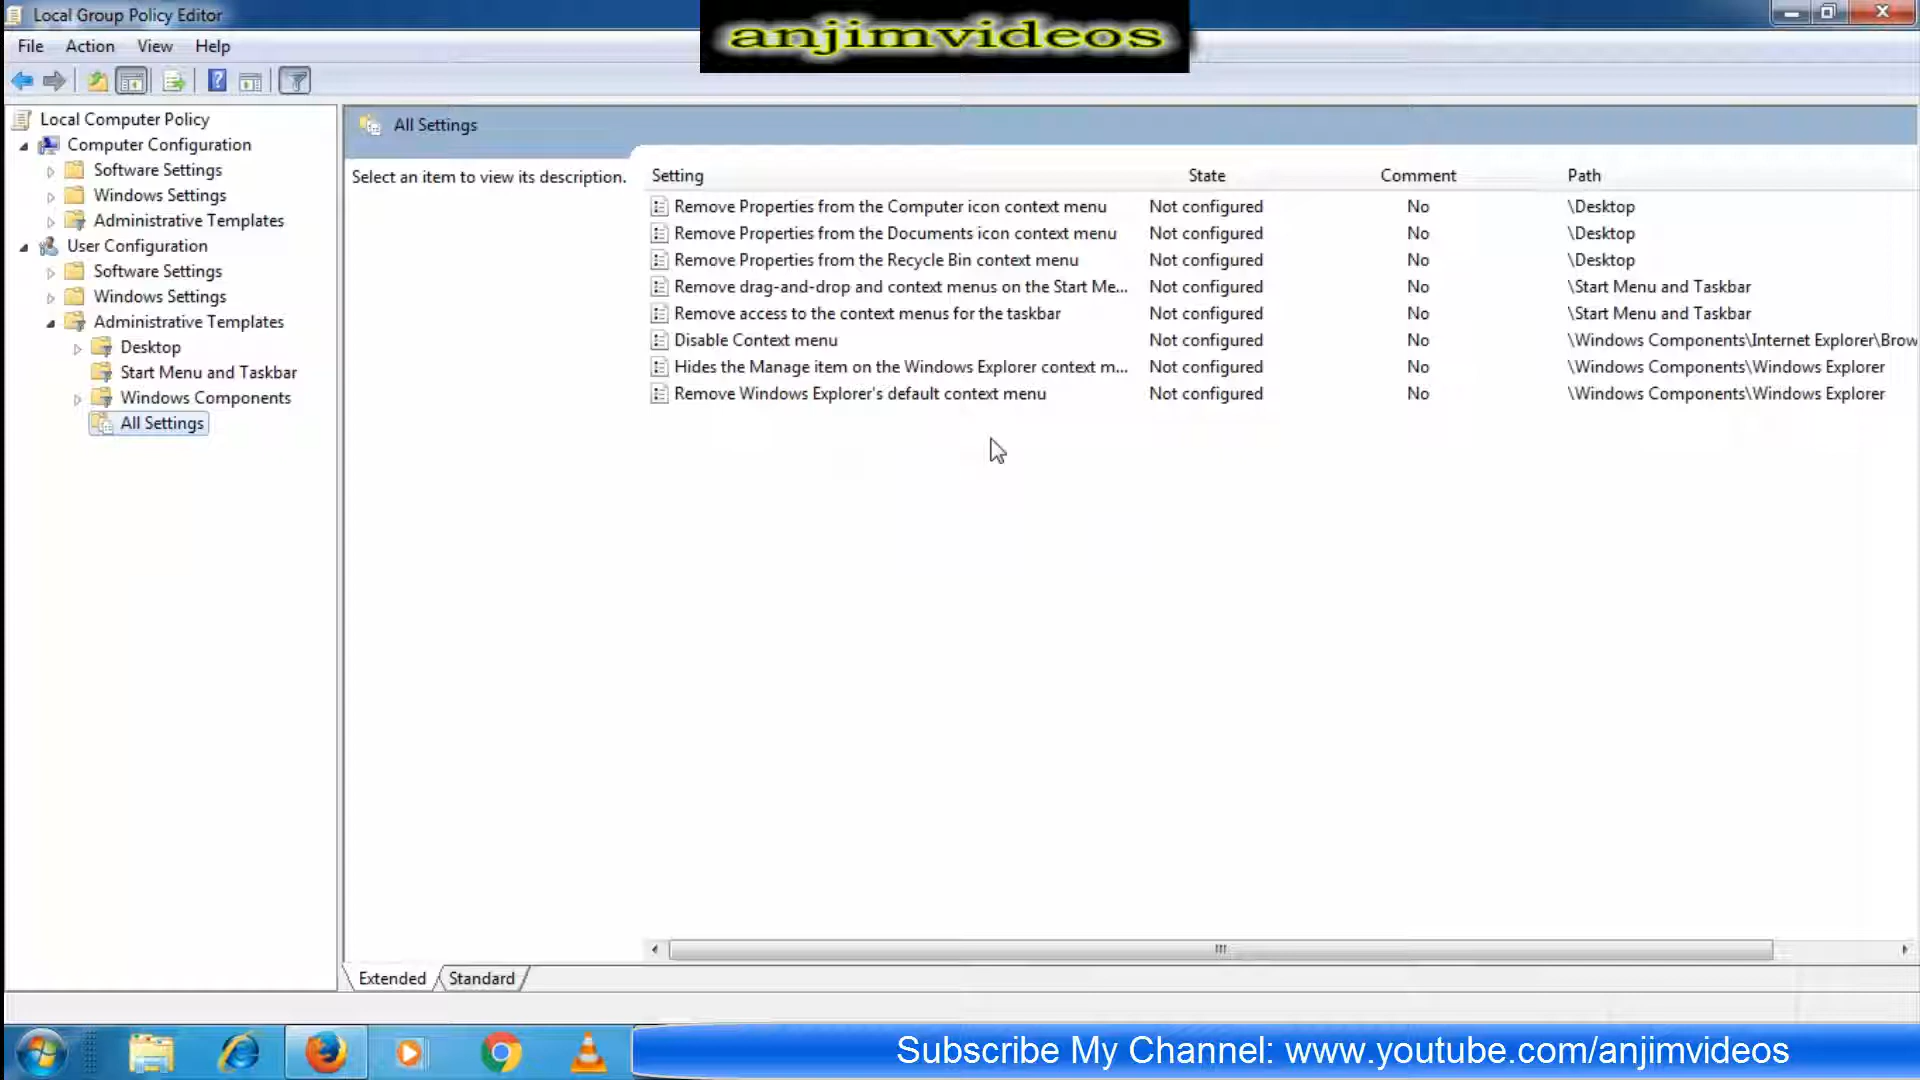 Local Group Policy Editor
anjimvideos
File Action View Help
Local Computer Policy
Computer Configuration
Software Settings
Windows Settings
Administrative Templates
User Configuration
Software Settings
Windows Settings
Administrative Templates
Desktop
Start Menu and Taskbar
Windows Components
All Settings
All Settings
Select an item to view its description.
Setting State Comment Path
Remove Properties from the Computer icon context menu Not configured No \Desktop
Remove Properties from the Documents icon context menu Not configured No \Desktop
Remove Properties from the Recycle Bin context menu Not configured No \Desktop
Remove drag-and-drop and context menus on the Start Me... Not configured No \Start Menu and Taskbar
Remove access to the context menus for the taskbar Not configured No \Start Menu and Taskbar
Disable Context menu Not configured No \Windows Components\Internet Explorer\Brow
Hides the Manage item on the Windows Explorer context m... Not configured No \Windows Components\Windows Explorer
Remove Windows Explorer's default context menu Not configured No \Windows Components\Windows Explorer
Extended Standard
Subscribe My Channel: www.youtube.com/anjimvideos